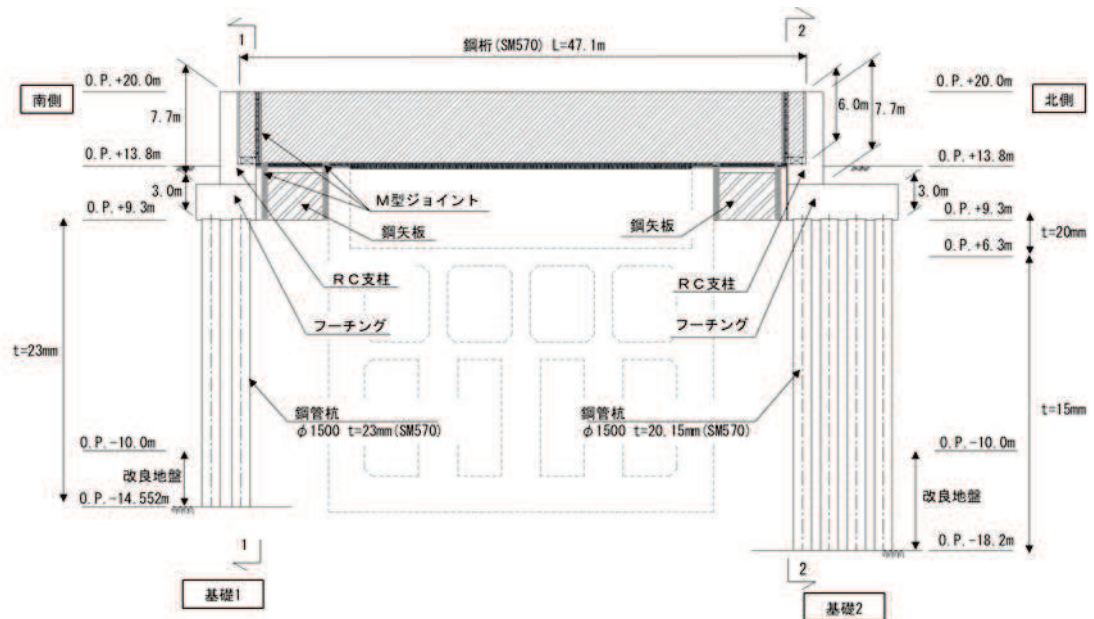 1
2
鋼桁(SM570) L=47.1m
O.P.+20.0m
O.P.+20.0m
南側
北側
7.7m
6.0m
7.7m
O.P.+13.8m
O.P.+13.8m
3.0m
M型ジョイント
3.0m
O.P.+9.3m
鋼矢板
鋼矢板
O.P.+9.3m
t=20mm
O.P.+6.3m
RC支柱
RC支柱
フーチング
フーチング
t=23mm
鋼管杭
φ1500 t=23mm(SM570)
鋼管杭
φ1500 t=20.15mm(SM570)
t=15mm
O.P.-10.0m
O.P.-10.0m
改良地盤
改良地盤
O.P.-14.552m
O.P.-18.2m
1
2
基礎1
基礎2